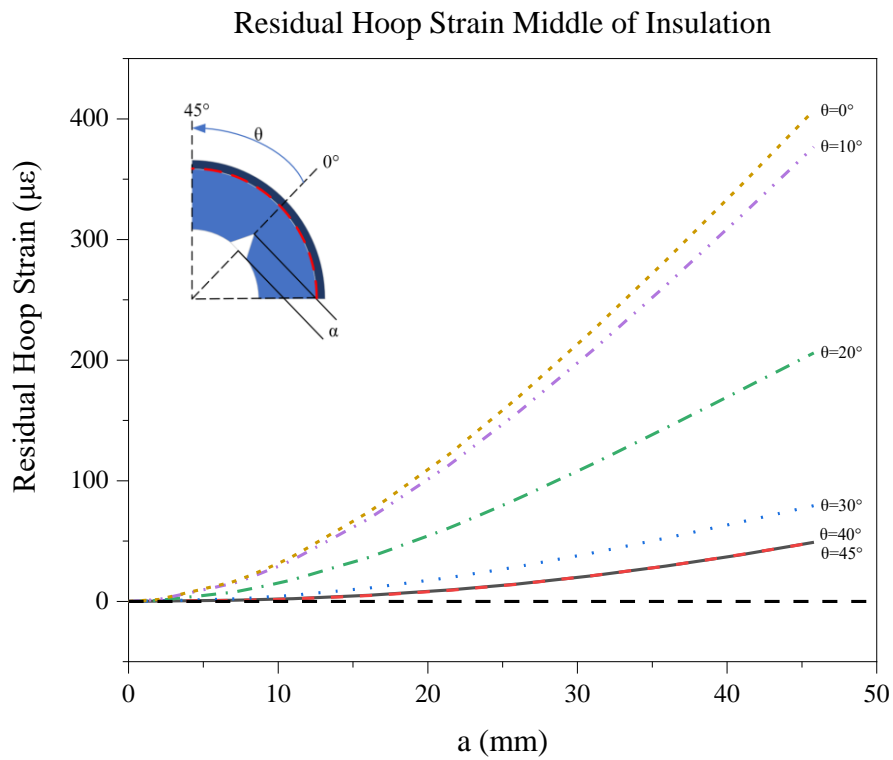 Residual Hoop Strain Middle of Insulation
Residual Hoop Strain (με)
400
300
200
100
0
45°
θ
0°
α
θ=0°
θ=10°
θ=20°
θ=30°
θ=40°
θ=45°
0
10
20
30
40
50
a (mm)